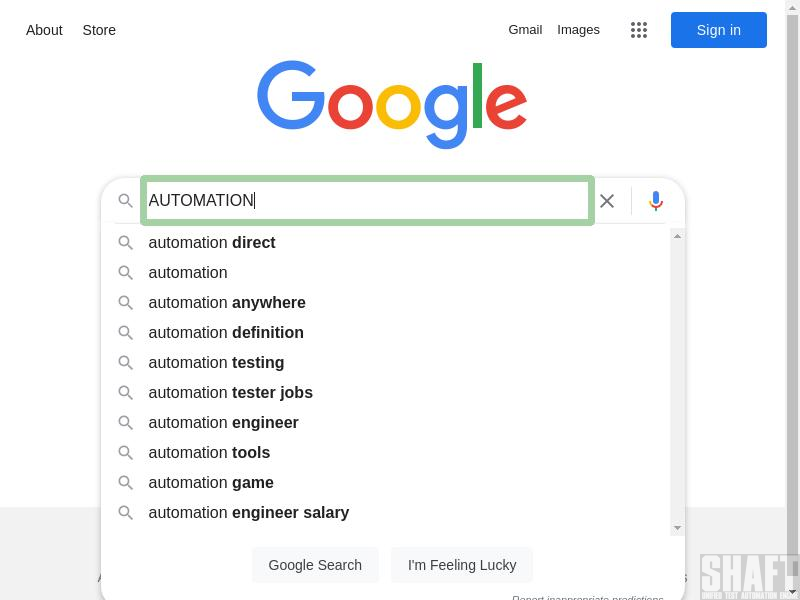 About Store Gmail Images Sign in
Google
AUTOMATION
automation direct
automation
automation anywhere
automation definition
automation testing
automation tester jobs
automation engineer
automation tools
automation game
automation engineer salary
Google Search I'm Feeling Lucky
Report inappropriate predictions
SHAFT